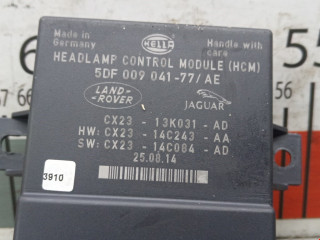 Made in
Germany
HELLA
Handle with
care
HEADLAMP CONTROL MODULE (HCM)
5DF 009 041-77/AE
LAND-
ROVER
JAGUAR
CX23 - 13K031 - AD
HW: CX23 - 14C243 - AA
SW: CX23 - 14C084 - AD
25.08.14
3910